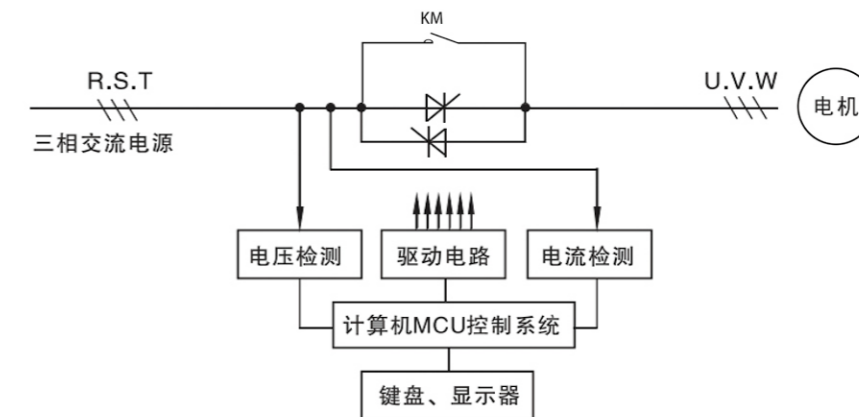 KM
R.S.T
U.V.W
电机
三相交流电源
电压检测
驱动电路
电流检测
计算机MCU控制系统
键盘、显示器